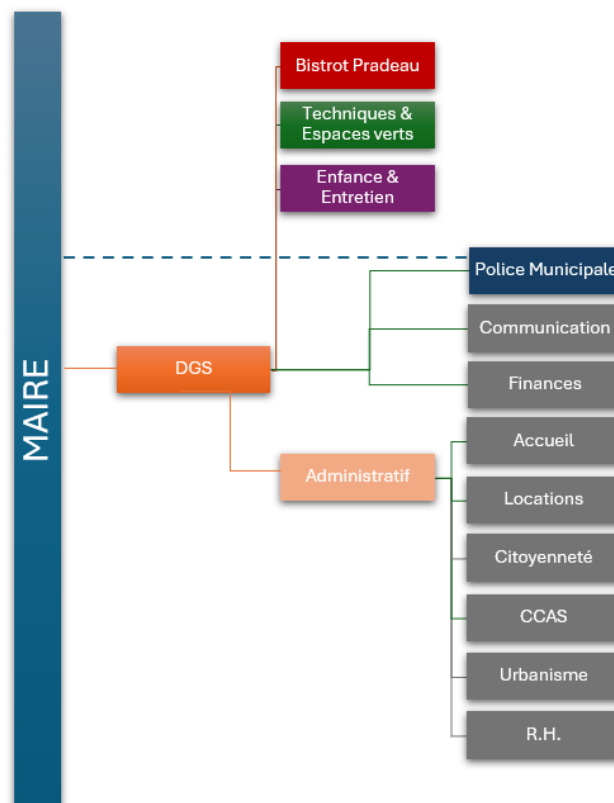 MAIRE
Bistrot Pradeau
Techniques &
Espaces verts
Enfance &
Entretien
Police Municipale
Communication
DGS
Finances
Accueil
Administratif
Locations
Citoyenneté
CCAS
Urbanisme
R.H.